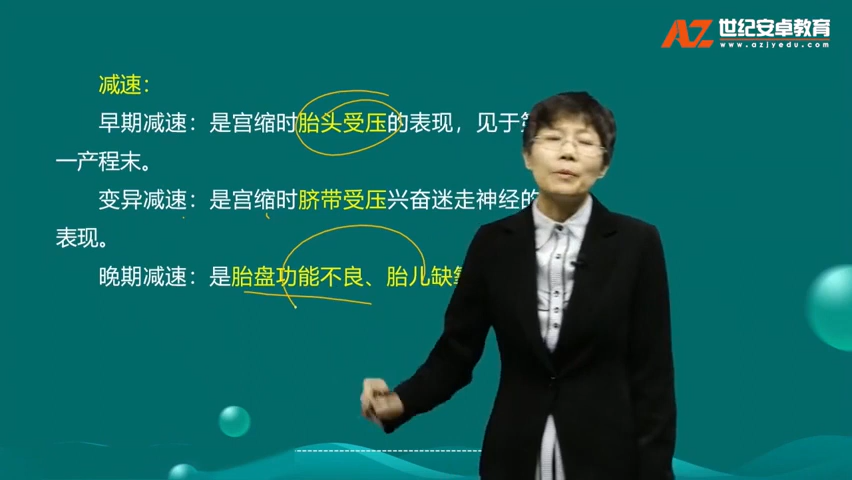 AZ 世纪安卓教育
www.azjyedu.com
减速：
早期减速：是宫缩时胎头受压的表现，见于
一产程末。
变异减速：是宫缩时脐带受压兴奋迷走神经的
表现。
晚期减速：是胎盘功能不良、胎儿缺